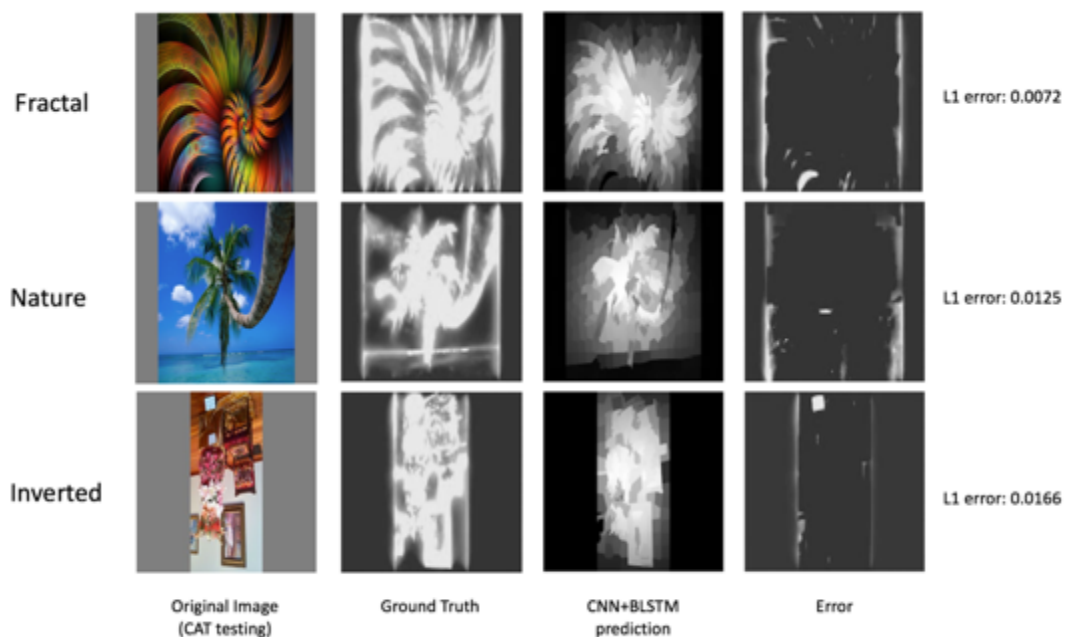 Fractal
L1 error: 0.0072
Nature
L1 error: 0.0125
Inverted
L1 error: 0.0166
Original Image
(CAT testing)
Ground Truth
CNN+BLSTM
prediction
Error